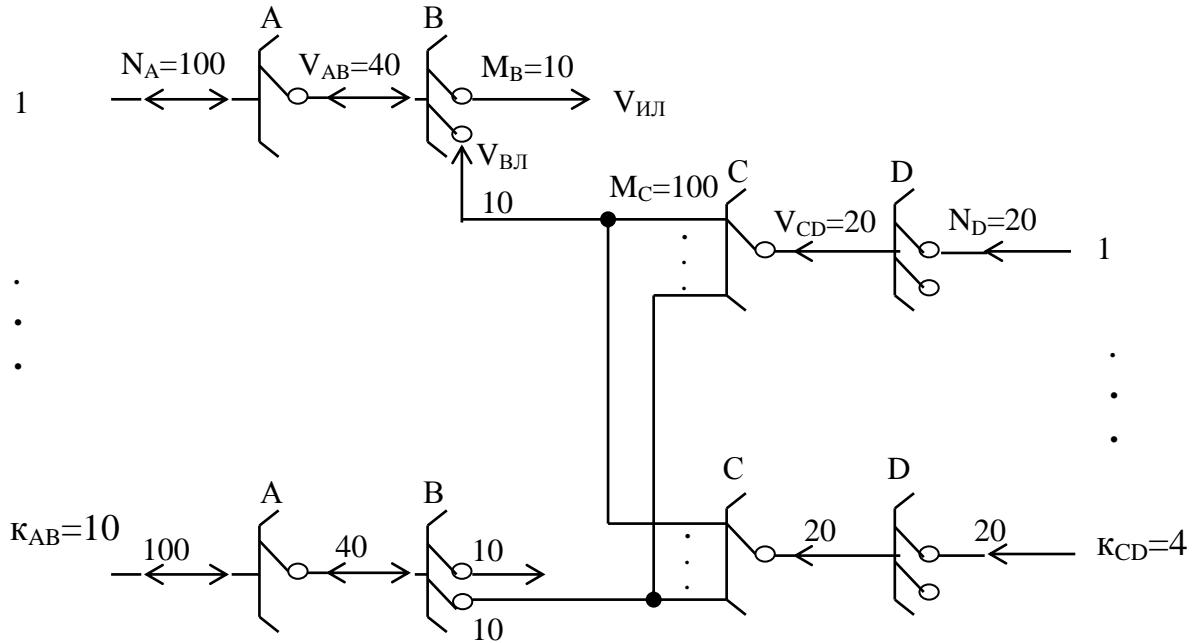 A
B
N_A=100
V_AB=40
M_B=10
1
V_ИЛ
V_ВЛ
10
M_C=100
C
D
V_CD=20
N_D=20
1
A
B
C
D
к_AB=10
100
40
10
10
20
20
к_CD=4